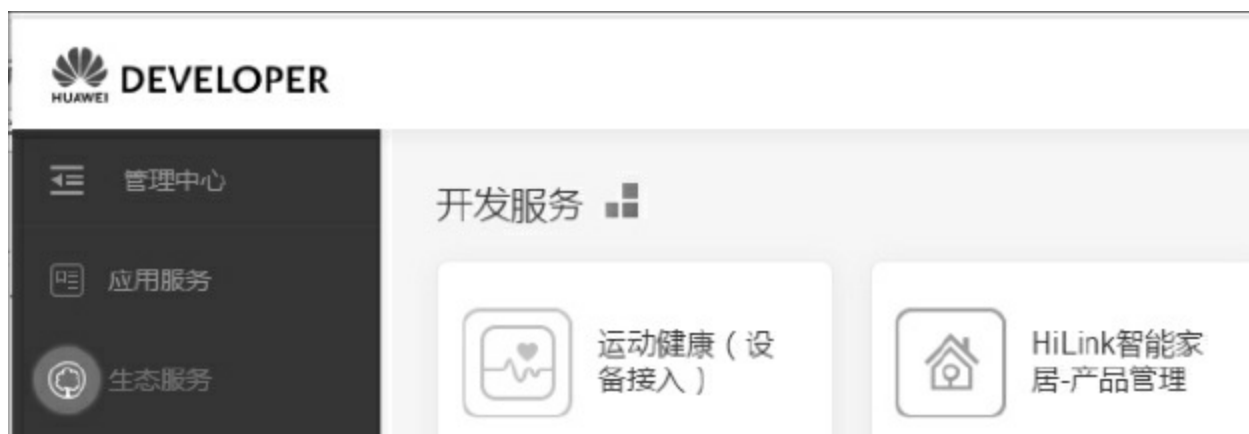 HUAWEI DEVELOPER
管理中心
开发服务
应用服务
运动健康（设
备接入）
HiLink智能家
居-产品管理
生态服务